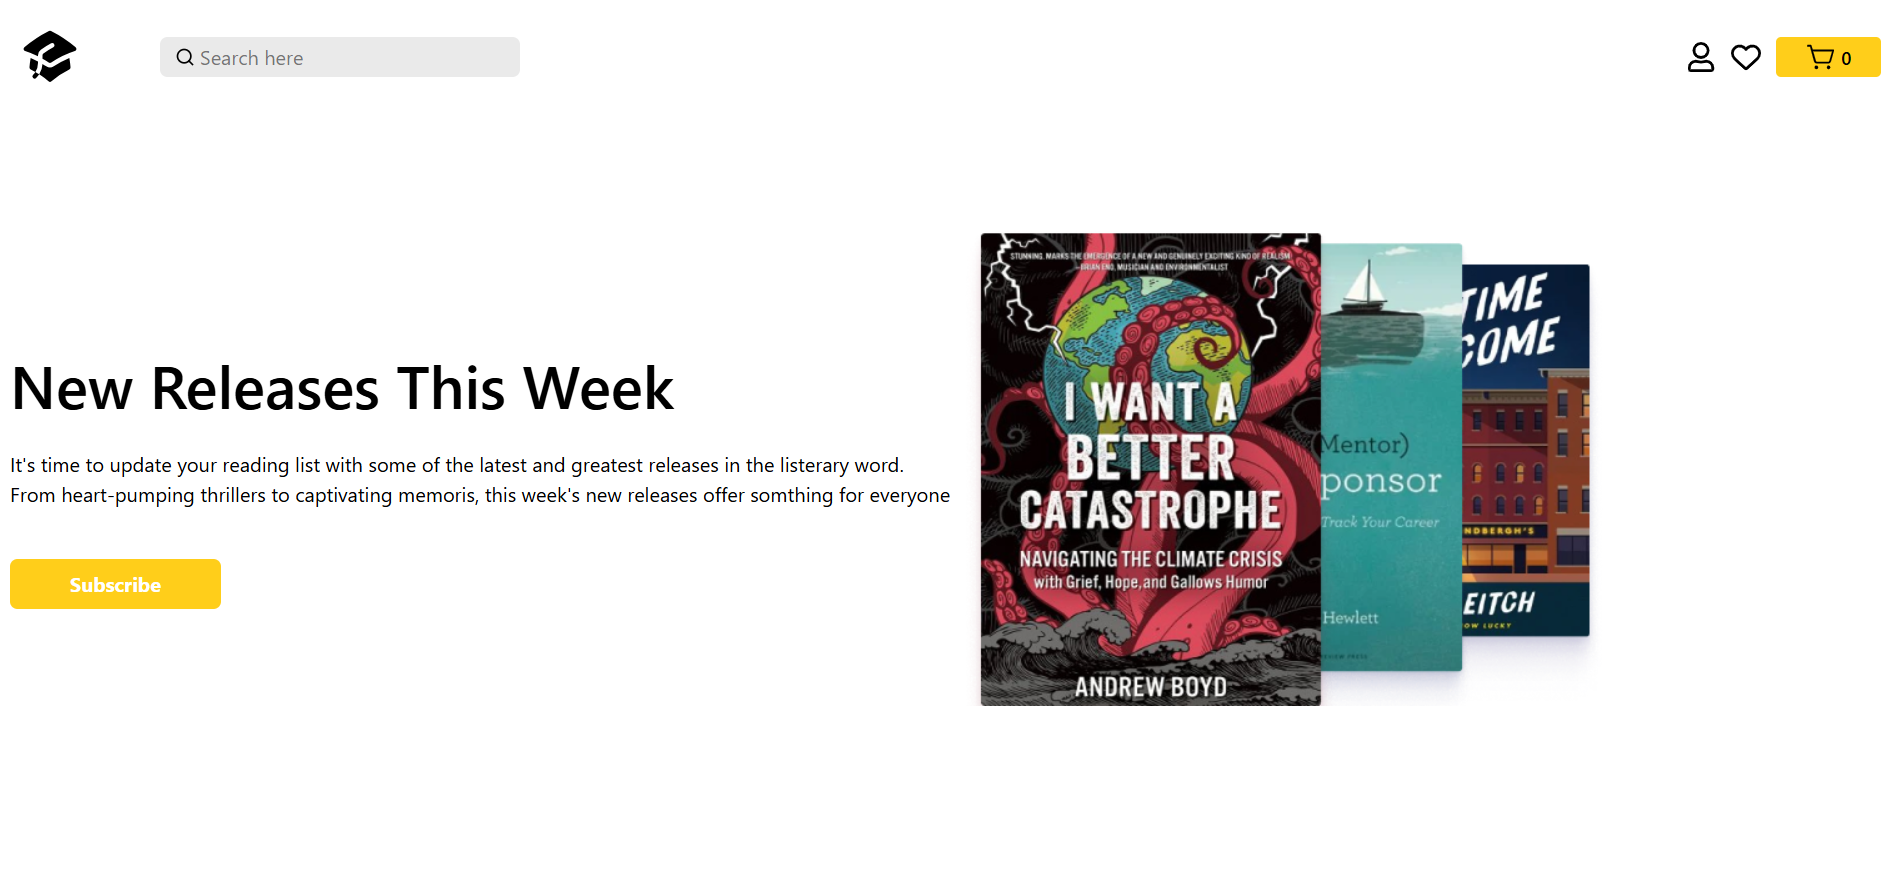 Search here
0
New Releases This Week
It's time to update your reading list with some of the latest and greatest releases in the listerary word.
From heart-pumping thrillers to captivating memoris, this week's new releases offer somthing for everyone
Subscribe
STUNNING. MARKS THE EMERGENCE OF A NEW AND GENUINELY EXCITING KIND OF REALISM
—BRIAN ENO, MUSICIAN AND ENVIRONMENTALIST
I WANT A
BETTER
CATASTROPHE
NAVIGATING THE CLIMATE CRISIS
with Grief, Hope, and Gallows Humor
ANDREW BOYD
(Mentor)
ponsor
Track Your Career
Hewlett
EVIEW PRESS
TIME
COME
NDBERGH'S
EITCH
OW LUCKY